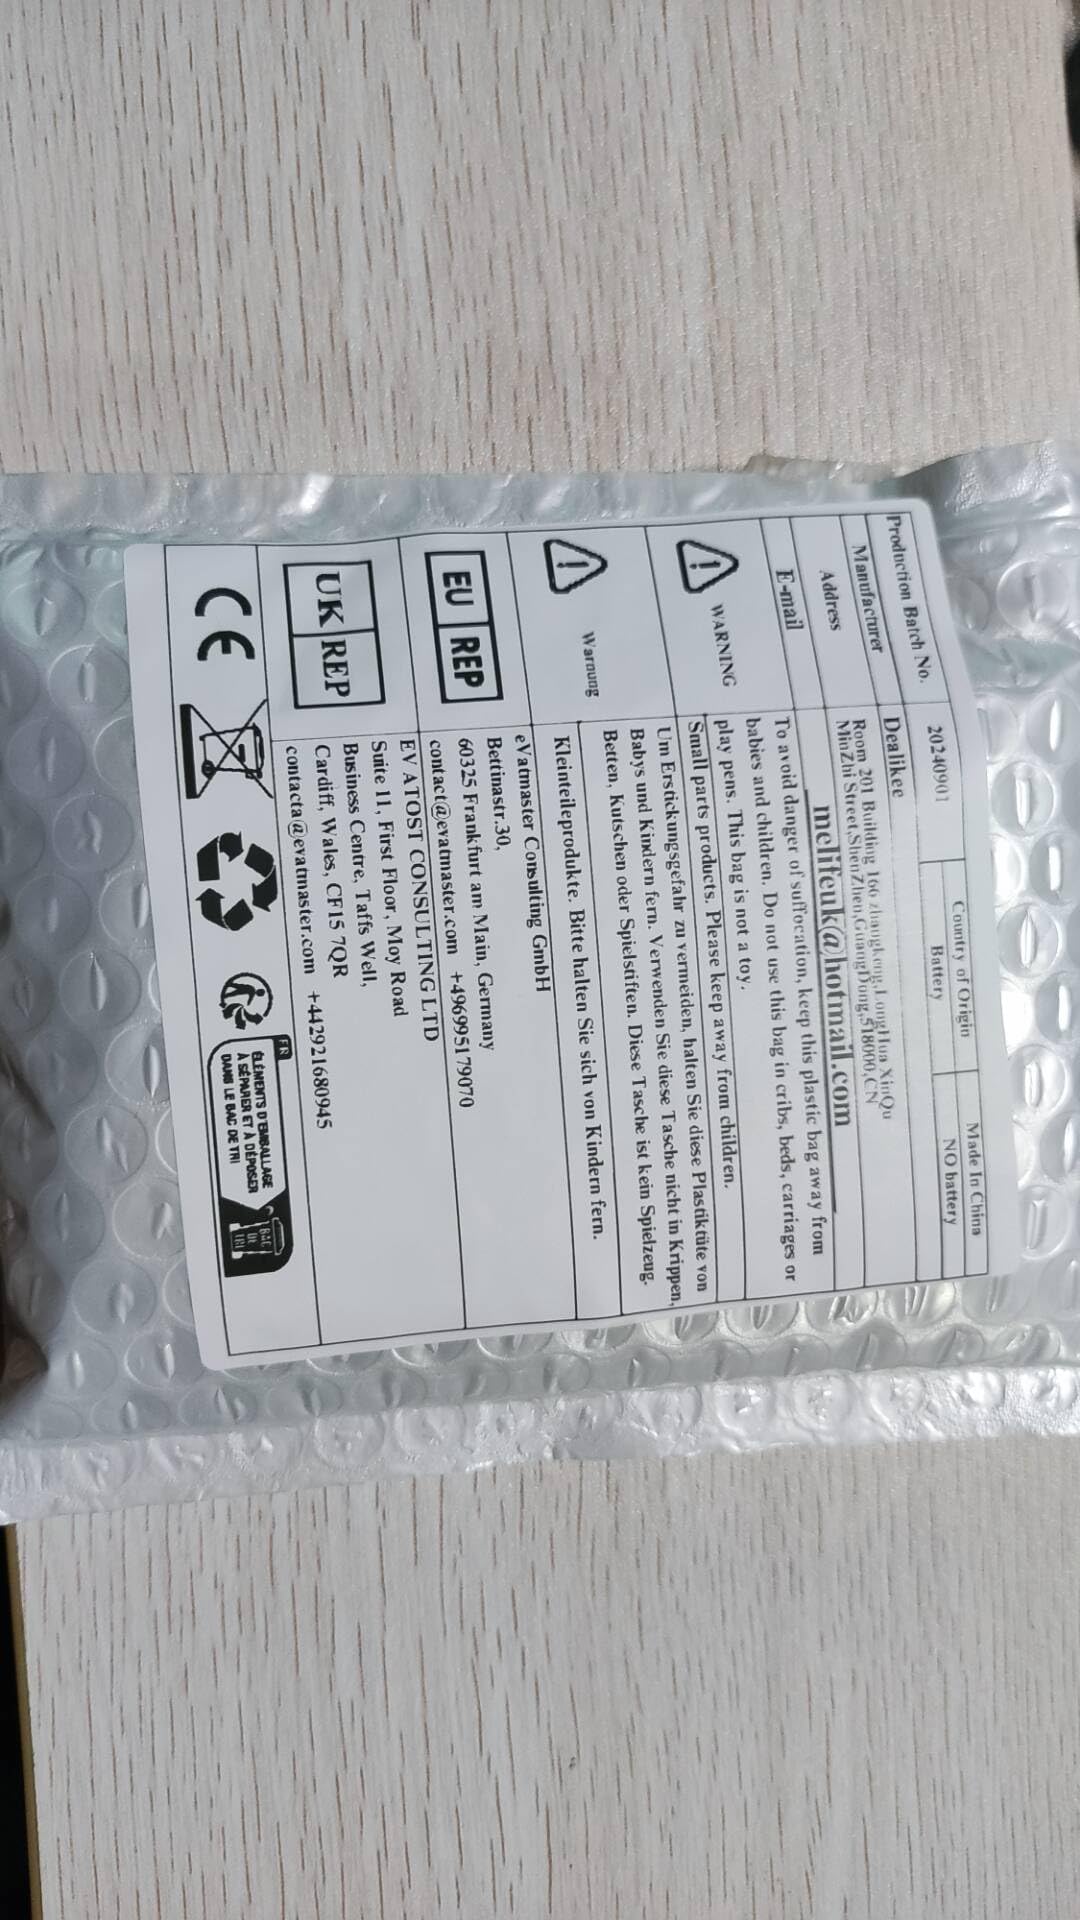 Production Batch No. 20240901 Country of Origin Made In China
Battery NO battery
Manufacturer Dealikee
Address Room 201 Building 166 zhangkeng,LongHua XinQu
MinZhi Street,ShenZhen,GuangDong,518000,CN
E-mail melifeuk@hotmail.com
WARNING
To avoid danger of suffocation, keep this plastic bag away from
babies and children. Do not use this bag in cribs, beds, carriages or
play pens. This bag is not a toy.
Small parts products. Please keep away from children.
Warnung
Um Erstickungsgefahr zu vermeiden, halten Sie diese Plastiktüte von
Babys und Kindern fern. Verwenden Sie diese Tasche nicht in Krippen,
Betten, Kutschen oder Spielstiften. Diese Tasche ist kein Spielzeug.
Kleinteileprodukte. Bitte halten Sie sich von Kindern fern.
EU REP
eVatmaster Consulting GmbH
Bettinastr.30,
60325 Frankfurt am Main, Germany
contact@evatmaster.com +496995179070
UK REP
EVATOST CONSULTING LTD
Suite 11, First Floor, Moy Road
Business Centre, Taffs Well,
Cardiff, Wales, CF15 7QR
contacta@evatmaster.com +442921680945
CE
FR
ÉLÉMENTS D'EMBALLAGE
À SÉPARER ET À DÉPOSER
DANS LE BAC DE TRI
BAC
DE
TRI